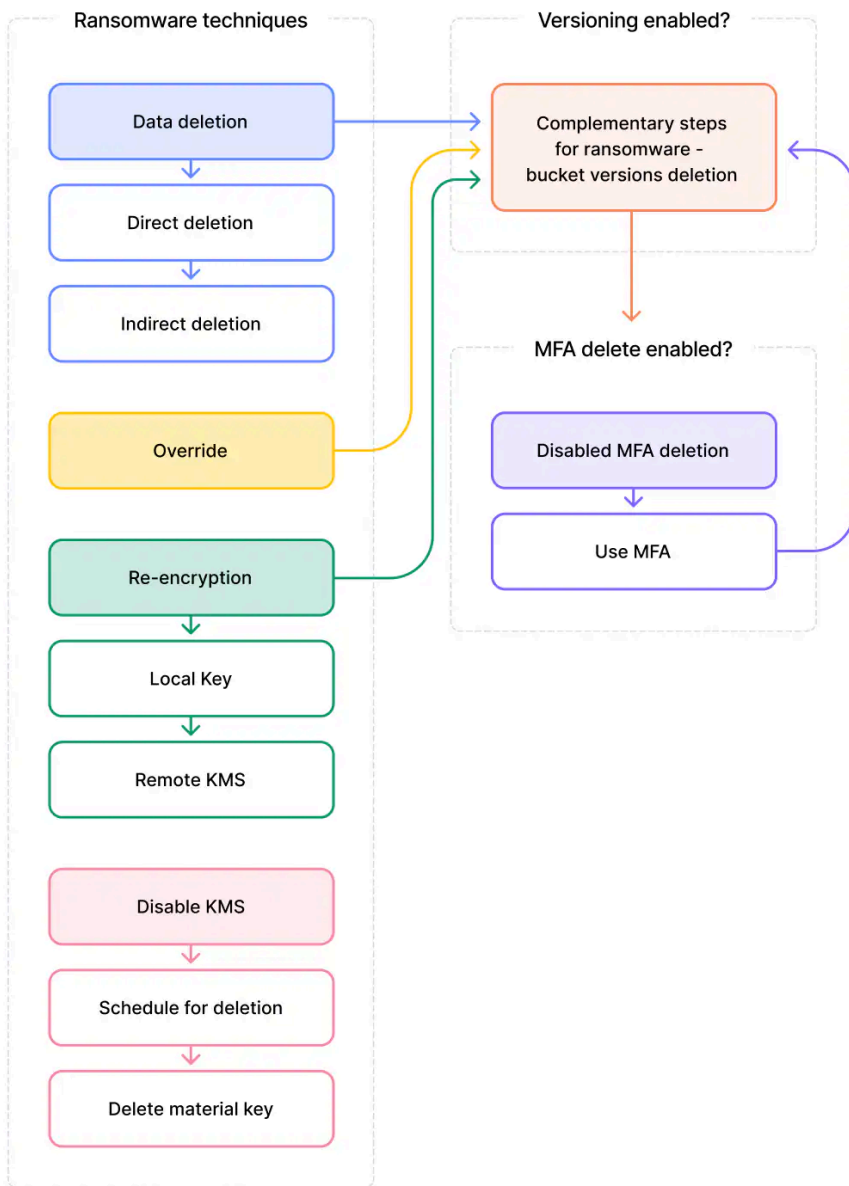 Ransomware techniques
Data deletion
Direct deletion
Indirect deletion
Override
Re-encryption
Local Key
Remote KMS
Disable KMS
Schedule for deletion
Delete material key
Versioning enabled?
Complementary steps
for ransomware -
bucket versions deletion
MFA delete enabled?
Disabled MFA deletion
Use MFA